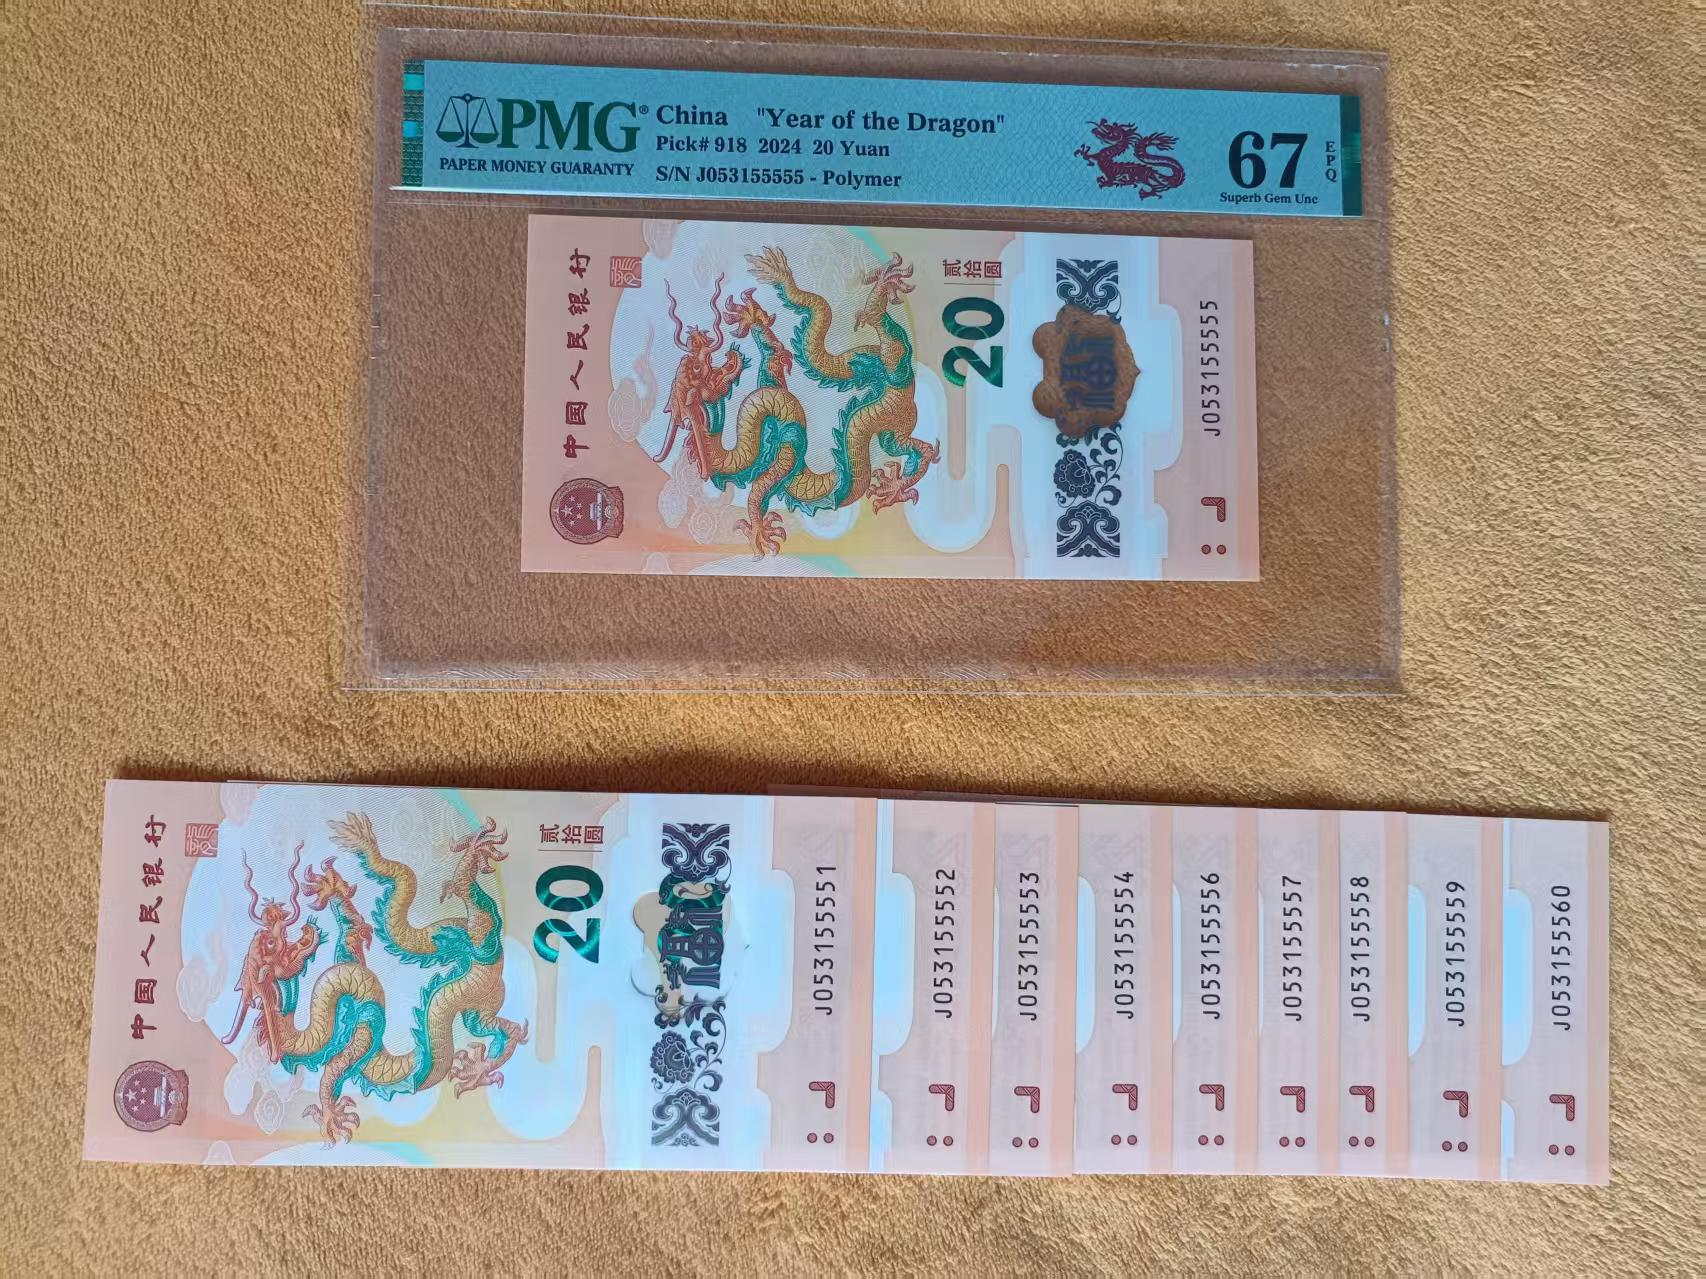 PMG®
PAPER MONEY GUARANTY
China "Year of the Dragon"
Pick# 918 2024 20 Yuan
S/N J053155555 - Polymer
67
EPQ
Superb Gem Unc
中国人民银行
贰拾圆
20
福
J053155555
中国人民银行
贰拾圆
20
福
J053155551
J053155552
J053155553
J053155554
J053155556
J053155557
J053155558
J053155559
J053155560